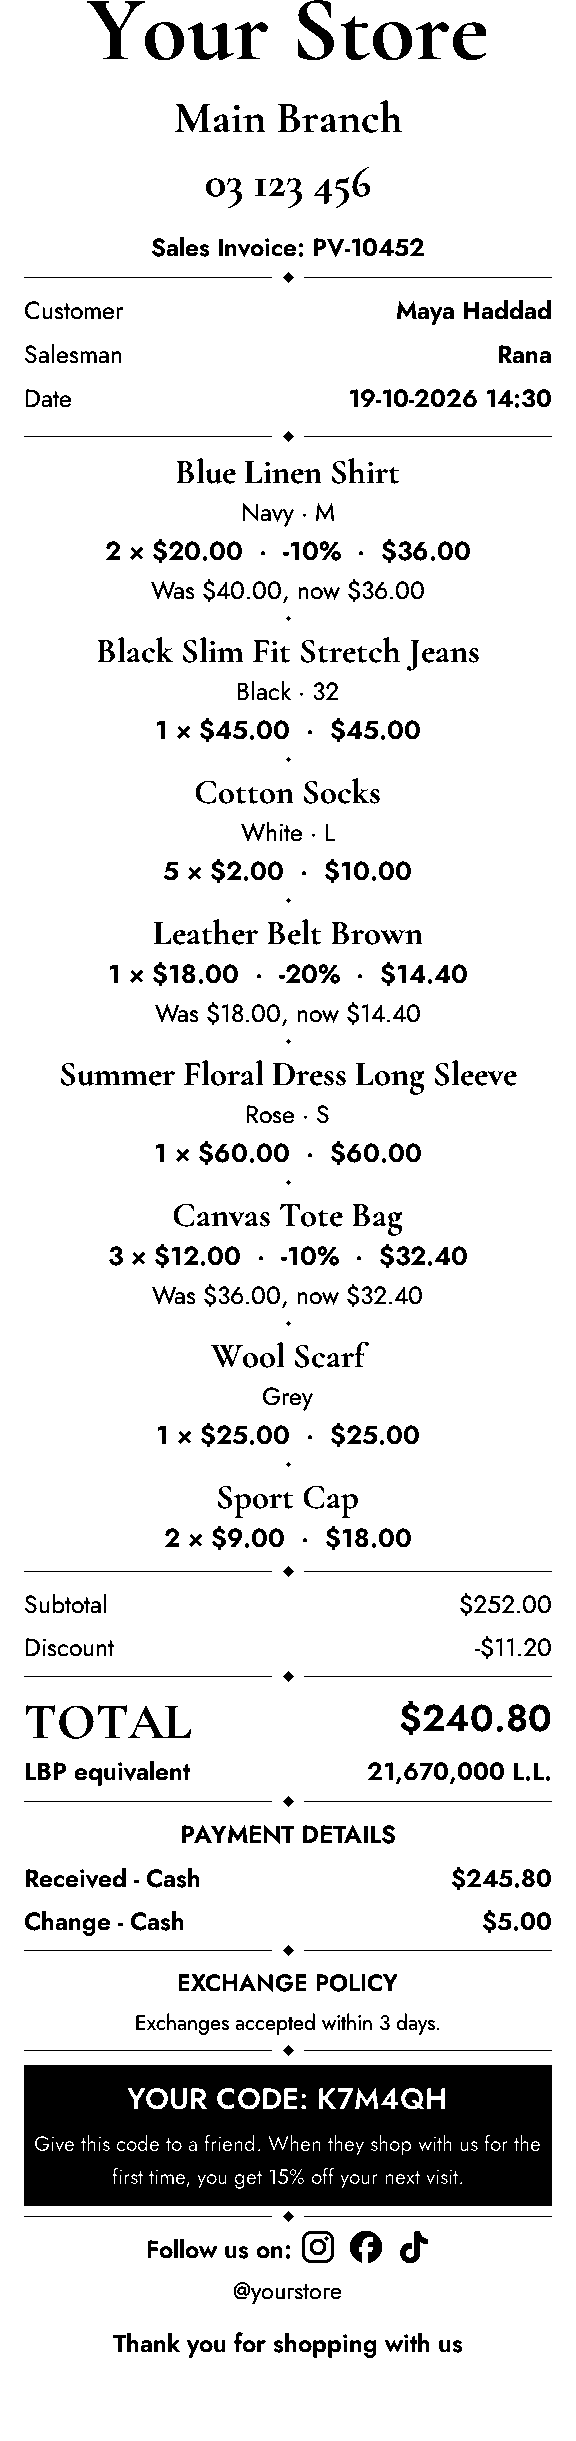 Your Store
Main Branch
03 123 456
Sales Invoice: PV-10452
Customer Maya Haddad
Salesman Rana
Date 19-10-2026 14:30
Blue Linen Shirt
Navy · M
2 × $20.00 · -10% · $36.00
Was $40.00, now $36.00
Black Slim Fit Stretch Jeans
Black · 32
1 × $45.00 · $45.00
Cotton Socks
White · L
5 × $2.00 · $10.00
Leather Belt Brown
1 × $18.00 · -20% · $14.40
Was $18.00, now $14.40
Summer Floral Dress Long Sleeve
Rose · S
1 × $60.00 · $60.00
Canvas Tote Bag
3 × $12.00 · -10% · $32.40
Was $36.00, now $32.40
Wool Scarf
Grey
1 × $25.00 · $25.00
Sport Cap
2 × $9.00 · $18.00
Subtotal $252.00
Discount -$11.20
TOTAL $240.80
LBP equivalent 21,670,000 L.L.
PAYMENT DETAILS
Received - Cash $245.80
Change - Cash $5.00
EXCHANGE POLICY
Exchanges accepted within 3 days.
YOUR CODE: K7M4QH
Give this code to a friend. When they shop with us for the
first time, you get 15% off your next visit.
Follow us on:
@yourstore
Thank you for shopping with us